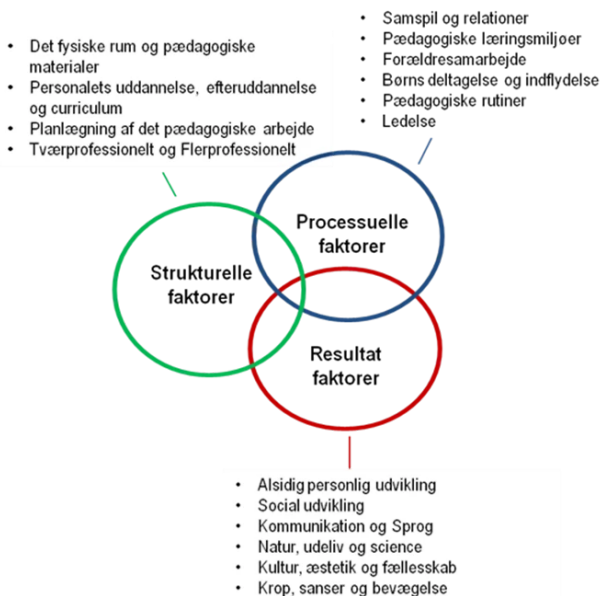 • Det fysiske rum og pædagogiske
materialer
• Personalets uddannelse, efteruddannelse
og curriculum
• Planlægning af det pædagogiske arbejde
• Tværprofessionelt og Flerprofessionelt
• Samspil og relationer
• Pædagogiske læringsmiljøer
• Forældresamarbejde
• Børns deltagelse og indflydelse
• Pædagogiske rutiner
• Ledelse
Processuelle
faktorer
Strukturelle
faktorer
Resultat
faktorer
• Alsidig personlig udvikling
• Social udvikling
• Kommunikation og Sprog
• Natur, udeliv og science
• Kultur, æstetik og fællesskab
• Krop, sanser og bevægelse